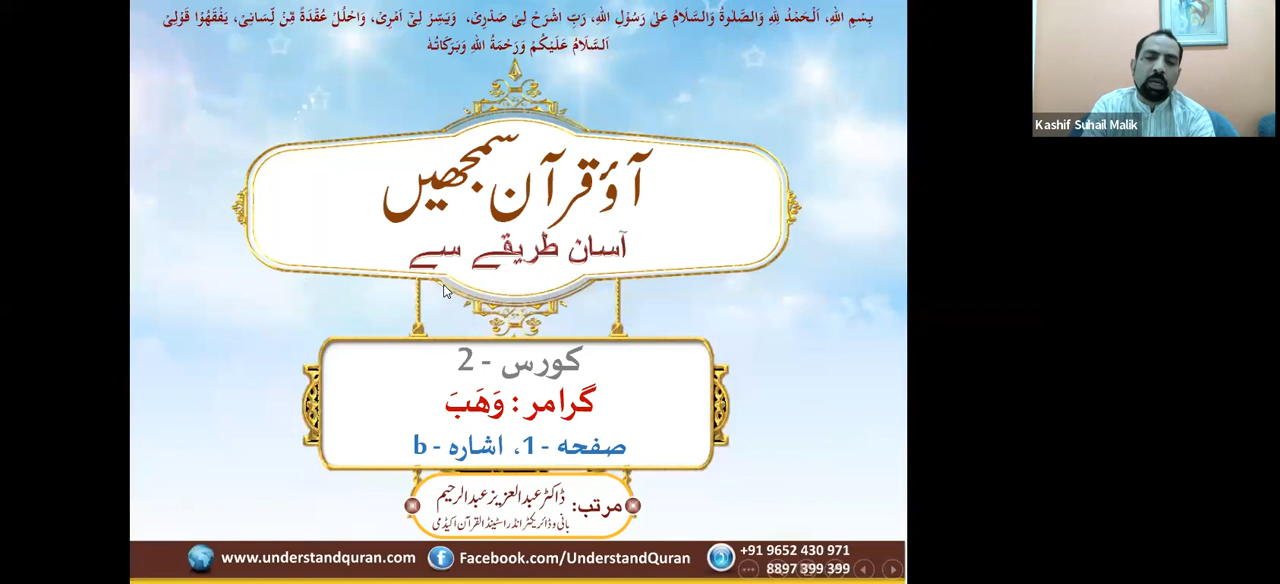 بِسْمِ اللهِ، اَلْحَمْدُ لِلّٰهِ وَالصَّلٰوةُ وَالسَّلَامُ عَلٰى رَسُوْلِ اللهِ، رَبِّ اشْرَحْ لِىْ صَدْرِىْ، وَيَسِّرْ لِىْ اَمْرِىْ، وَاحْلُلْ عُقْدَةً مِّنْ لِّسَانِىْ، يَفْقَهُوْا قَوْلِىْ
اَلسَّلَامُ عَلَيْكُمْ وَرَحْمَةُ اللهِ وَبَرَكَاتُهٗ
Kashif Suhail Malik
آؤ قرآن سمجھیں
آسان طریقے سے
کورس - 2
گرامر : وَهَبَ
صفحہ - 1، اشارہ - b
مرتب: ڈاکٹر عبدالعزیز عبدالرحیم
بانی و ڈائریکٹر انڈراسٹینڈ القرآن اکیڈمی
www.understandquran.com Facebook.com/UnderstandQuran +91 9652 430 971
8897 399 399